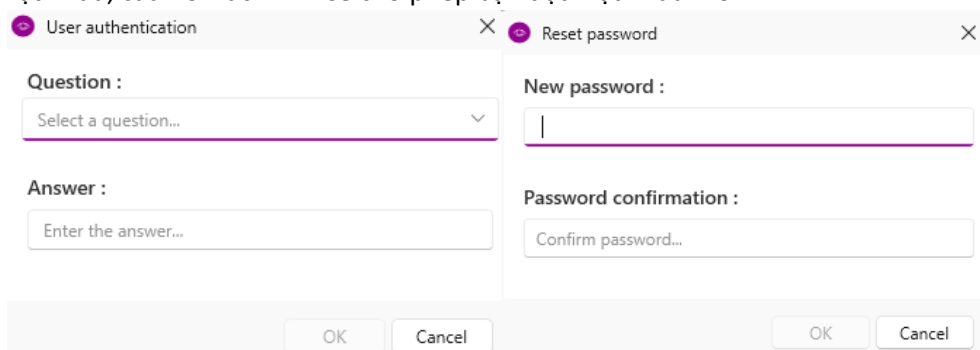 User authentication
Question :
Select a question...
Answer :
Enter the answer...
OK Cancel
Reset password
New password :
Password confirmation :
Confirm password...
OK Cancel